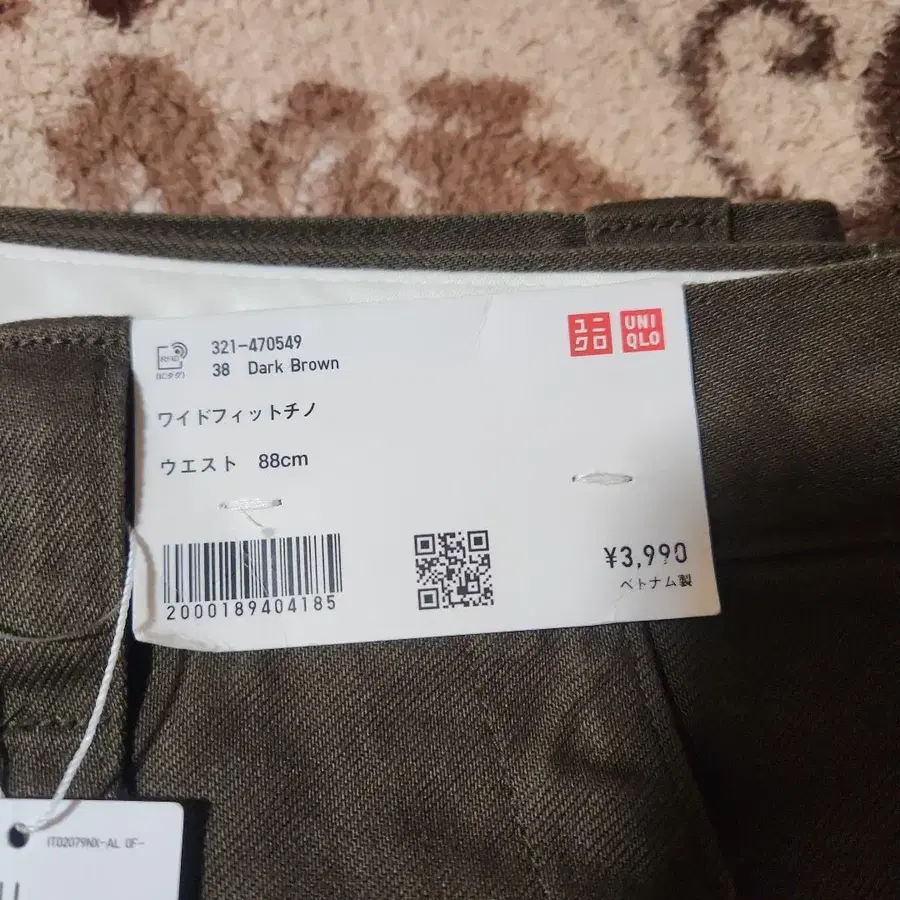 321-470549
38 Dark Brown
ユニクロ
UNIQLO
RFID
(ICタグ)
ワイドフィットチノ
ウエスト 88cm
2000189404185
¥3,990
ベトナム製
IT02079NX-AL OF-